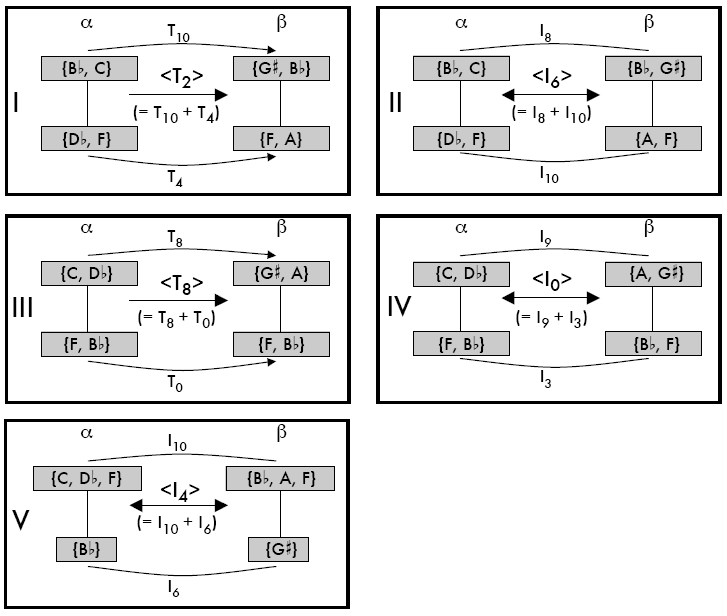 α β
T10
{B♭, C} <T2> {G♯, B♭}
I
(= T10 + T4)
{D♭, F} {F, A}
T4
α β
I8
{B♭, C} <I6> {B♭, G♯}
II
(= I8 + I10)
{D♭, F} {A, F}
I10
α β
T8
{C, D♭} <T8> {G♯, A}
III
(= T8 + T0)
{F, B♭} {F, B♭}
T0
α β
I9
{C, D♭} <I0> {A, G♯}
IV
(= I9 + I3)
{F, B♭} {B♭, F}
I3
α β
I10
{C, D♭, F} <I4> {B♭, A, F}
V
(= I10 + I6)
{B♭} {G♯}
I6